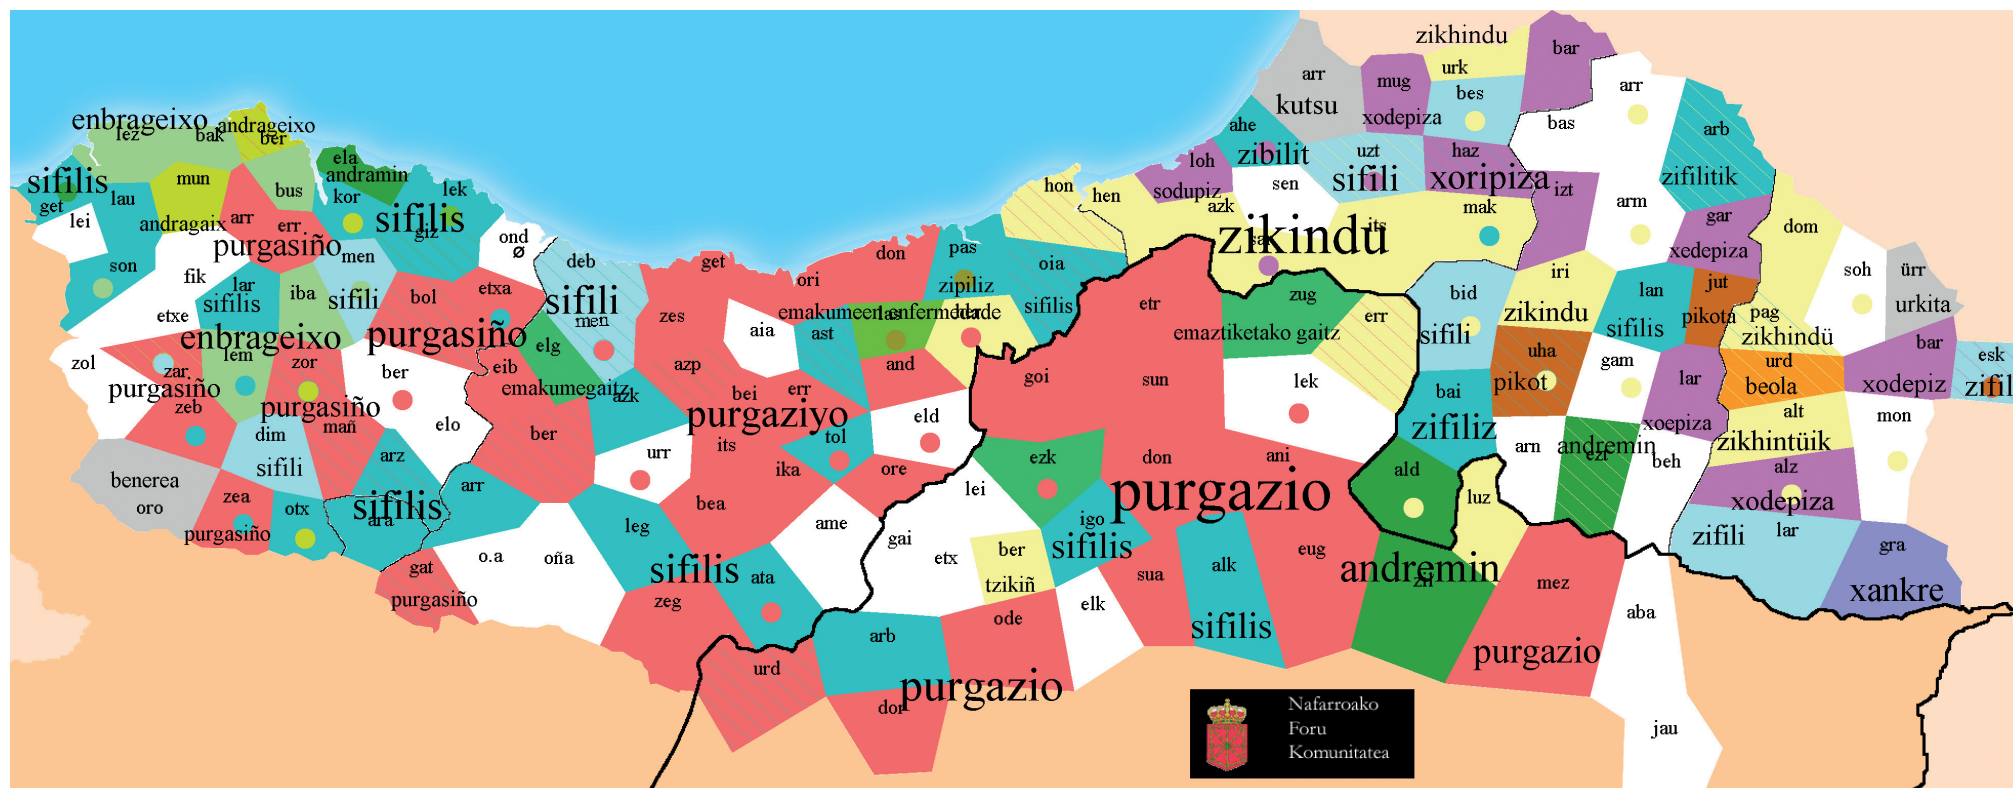 zikhindu
bar
urk
arr
mug
bes
arr
kutsu
xodepiza
bas
arb
enbrageixo
lez
bak
andrageixo
ber
ahe
zibilit
uzt
sifili
haz
xoripiza
zifilitik
ela
andramin
loh
sodupiz
sen
izt
sifilis
get
lau
mun
bus
kor
lek
hon
hen
azk
mak
arm
gar
xedepiza
lei
andragaix
arr
err
purgasiño
sifilis
giz
ond
ø
pas
zikindu
its
dom
son
fik
men
deb
get
don
oia
iri
soh
ürr
urkita
lar
sifilis
iba
sifili
bol
etxa
sifili
men
ori
zipiliz
sifilis
etr
zug
bid
sifili
zikindu
lan
sifilis
jut
pikota
pag
zikhindü
etxe
enbrageixo
purgasiño
zes
aia
emakumeen enfermedade
las
ast
emaztiketako gaitz
err
uha
pikot
gam
bar
xodepiz
esk
zifil
zol
zar
purgasiño
lem
zor
purgasiño
ber
eib
elg
emakumegaitz
azk
azp
bei
err
and
goi
sun
lek
bai
zifiliz
lar
xoepiza
urd
beola
zeb
dim
sifili
mañ
elo
ber
purgaziyo
its
tol
eld
alt
zikhintüik
mon
benerea
oro
arz
sifilis
ara
arr
urr
ika
ore
ezk
don
ani
ald
arn
andremin
ezt
beh
alz
xodepiza
zea
purgasiño
otx
leg
bea
ame
lei
purgazio
luz
zifili
lar
gat
purgasiño
o.a
oña
sifilis
ata
gai
etx
ber
tzikiñ
igo
sifilis
sua
alk
eug
andremin
zil
mez
gra
xankre
zeg
arb
ode
elk
sifilis
purgazio
aba
urd
dor
purgazio
jau
Nafarroako
Foru
Komunitatea